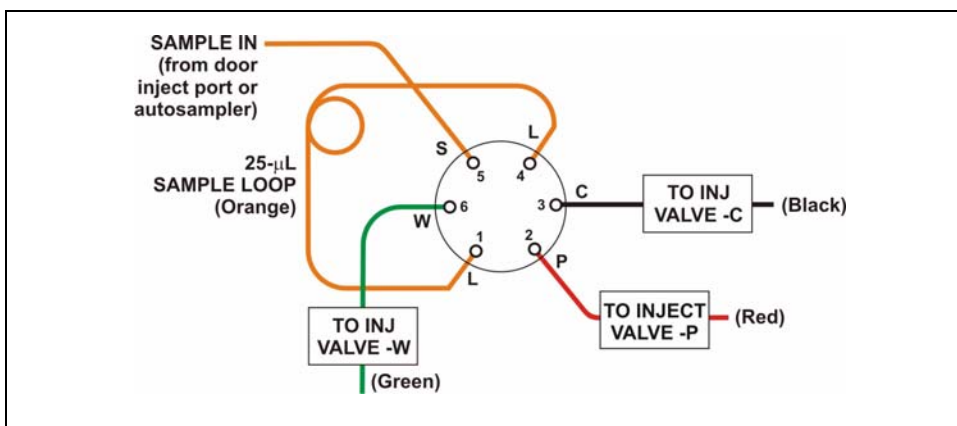 SAMPLE IN
(from door
inject port or
autosampler)
25-µL
SAMPLE LOOP
(Orange)
S
L
5
4
6
W
3
C
TO INJ
VALVE -C
(Black)
1
L
2
P
TO INJECT
VALVE -P
(Red)
TO INJ
VALVE -W
(Green)